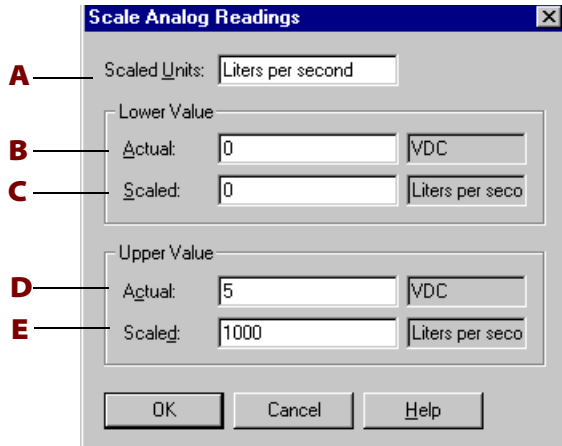 Scale Analog Readings
A Scaled Units: Liters per second
Lower Value
B Actual: 0 VDC
C Scaled: 0 Liters per seco
Upper Value
D Actual: 5 VDC
E Scaled: 1000 Liters per seco
OK Cancel Help